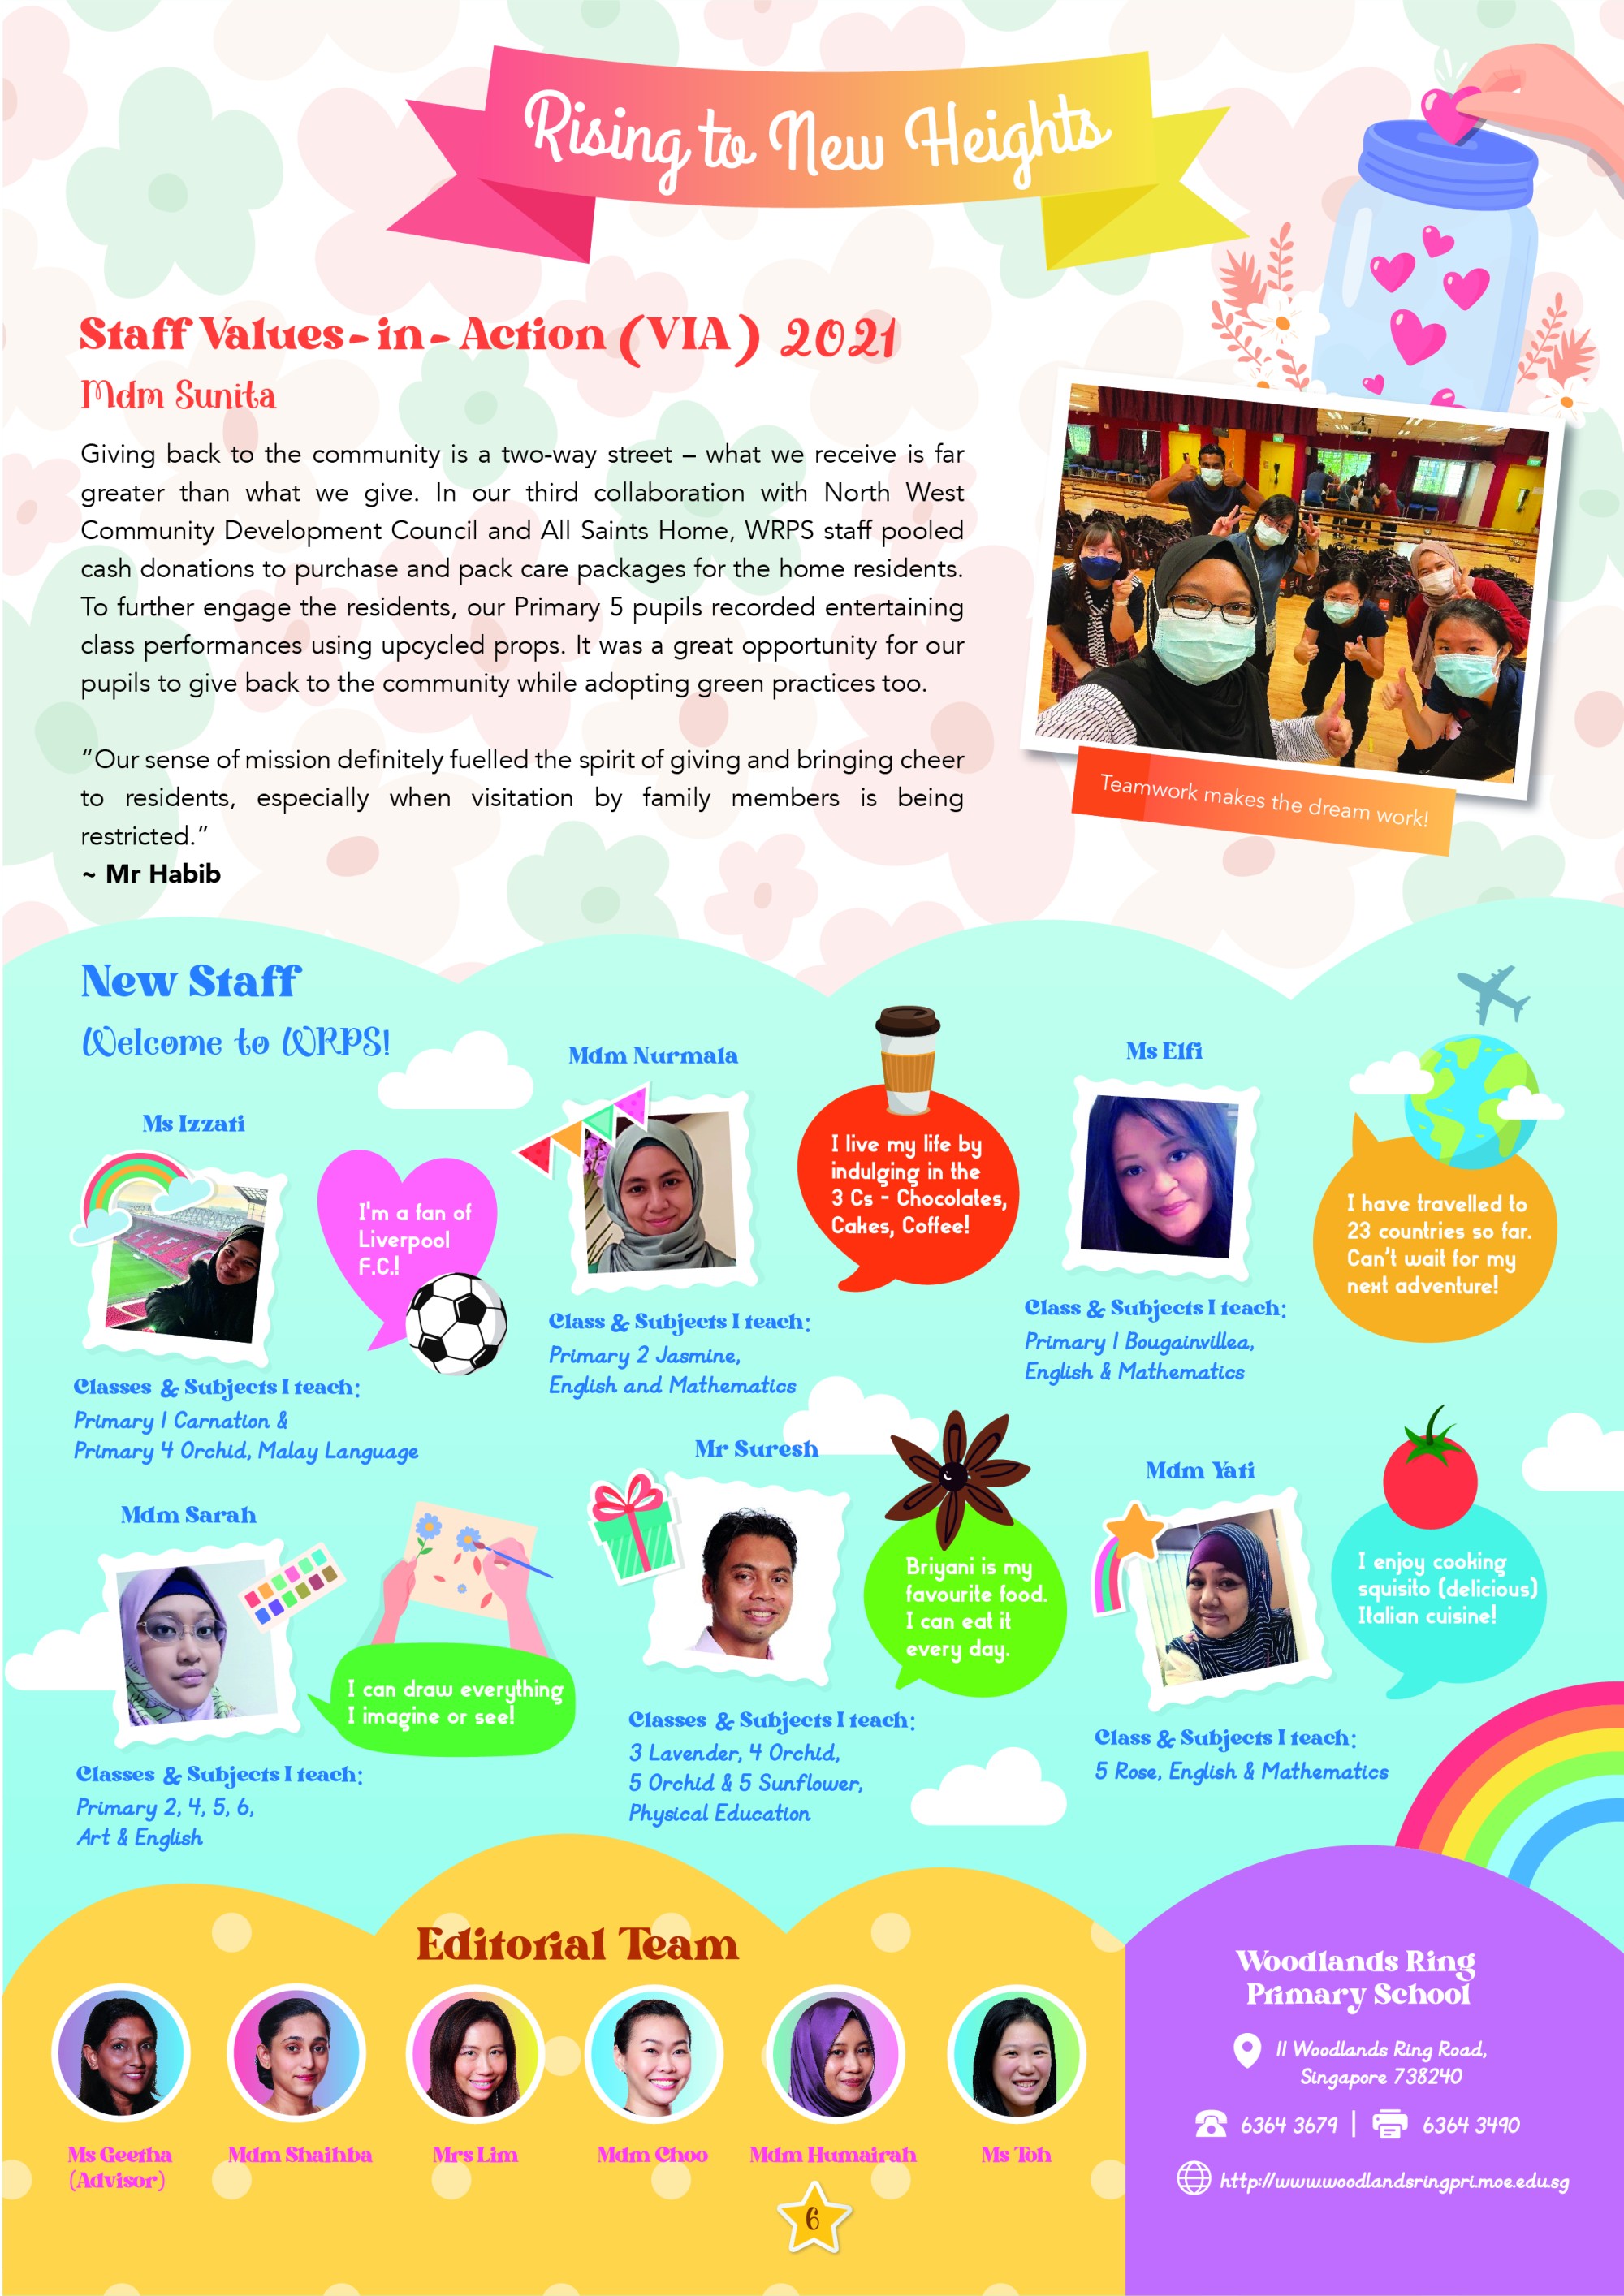 Rising to New Heights
Staff Values-in-Action (VIA) 2021
Mdm Sunita
Giving back to the community is a two-way street – what we receive is far
greater than what we give. In our third collaboration with North West
Community Development Council and All Saints Home, WRPS staff pooled
cash donations to purchase and pack care packages for the home residents.
To further engage the residents, our Primary 5 pupils recorded entertaining
class performances using upcycled props. It was a great opportunity for our
pupils to give back to the community while adopting green practices too.
“Our sense of mission definitely fuelled the spirit of giving and bringing cheer
to residents, especially when visitation by family members is being
restricted.”
~ Mr Habib
Teamwork makes the dream work!
New Staff
Welcome to WRPS!
Ms Izzati
I'm a fan of
Liverpool
F.C.!
Classes & Subjects I teach:
Primary 1 Carnation &
Primary 4 Orchid, Malay Language
Mdm Nurmala
I live my life by
indulging in the
3 Cs - Chocolates,
Cakes, Coffee!
Class & Subjects I teach:
Primary 2 Jasmine,
English and Mathematics
Ms Elfi
I have travelled to
23 countries so far.
Can't wait for my
next adventure!
Class & Subjects I teach:
Primary 1 Bougainvillea,
English & Mathematics
Mdm Sarah
I can draw everything
I imagine or see!
Classes & Subjects I teach:
Primary 2, 4, 5, 6,
Art & English
Mr Suresh
Briyani is my
favourite food.
I can eat it
every day.
Classes & Subjects I teach:
3 Lavender, 4 Orchid,
5 Orchid & 5 Sunflower,
Physical Education
Mdm Yati
I enjoy cooking
squisito (delicious)
Italian cuisine!
Class & Subjects I teach:
5 Rose, English & Mathematics
Editorial Team
Ms Geetha
(Advisor)
Mdm Shaihba
Mrs Lim
Mdm Choo
Mdm Humairah
Ms Toh
6
Woodlands Ring
Primary School
11 Woodlands Ring Road,
Singapore 738240
6364 3679 | 6364 3490
http://www.woodlandsringpri.moe.edu.sg